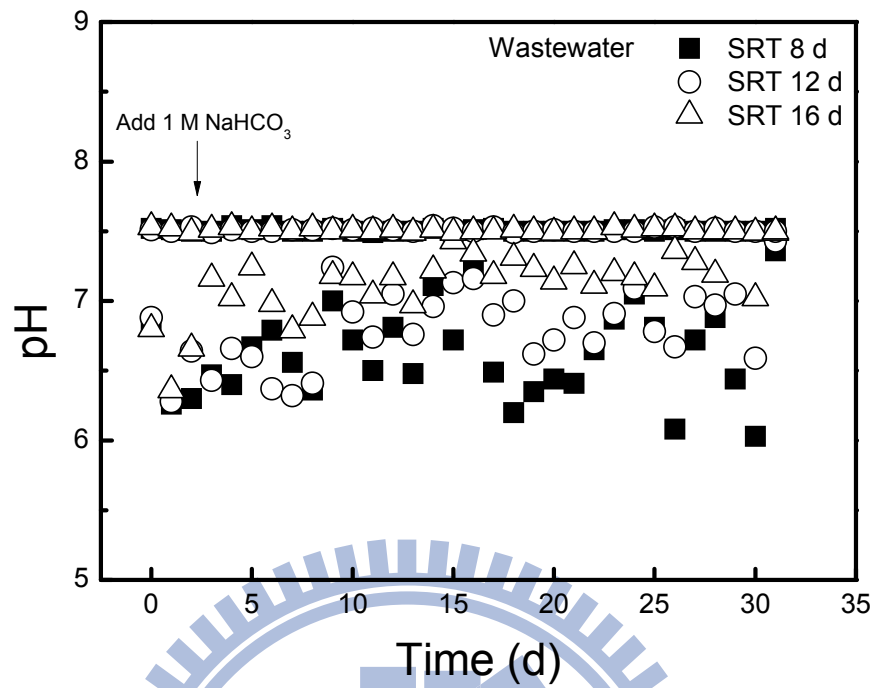 9
8
7
6
5
pH
Wastewater
SRT 8 d
SRT 12 d
SRT 16 d
Add 1 M NaHCO₃
0 5 10 15 20 25 30 35
Time (d)